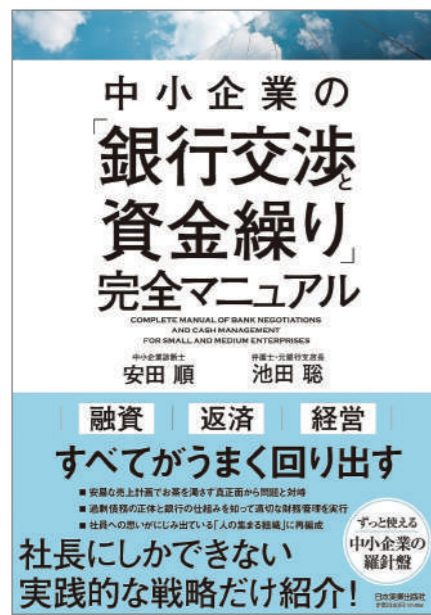 中小企業の
「銀行交渉と
資金繰り」
完全マニュアル
COMPLETE MANUAL OF BANK NEGOTIATIONS
AND CASH MANAGEMENT
FOR SMALL AND MEDIUM ENTERPRISES
中小企業診断士 弁護士・元銀行支店長
安田 順 池田 聡
融資 返済 経営
すべてがうまく回り出す
■ 安易な売上計画でお茶を濁さず真正面から問題と対峙
■ 過剰債務の正体と銀行の仕組みを知って適切な財務管理を実行
■ 社員への思いがにじみ出ている「人の集まる組織」に再編成
ずっと使える
中小企業の
羅針盤
社長にしかできない
実践的な戦略だけ紹介!
日本実業出版社